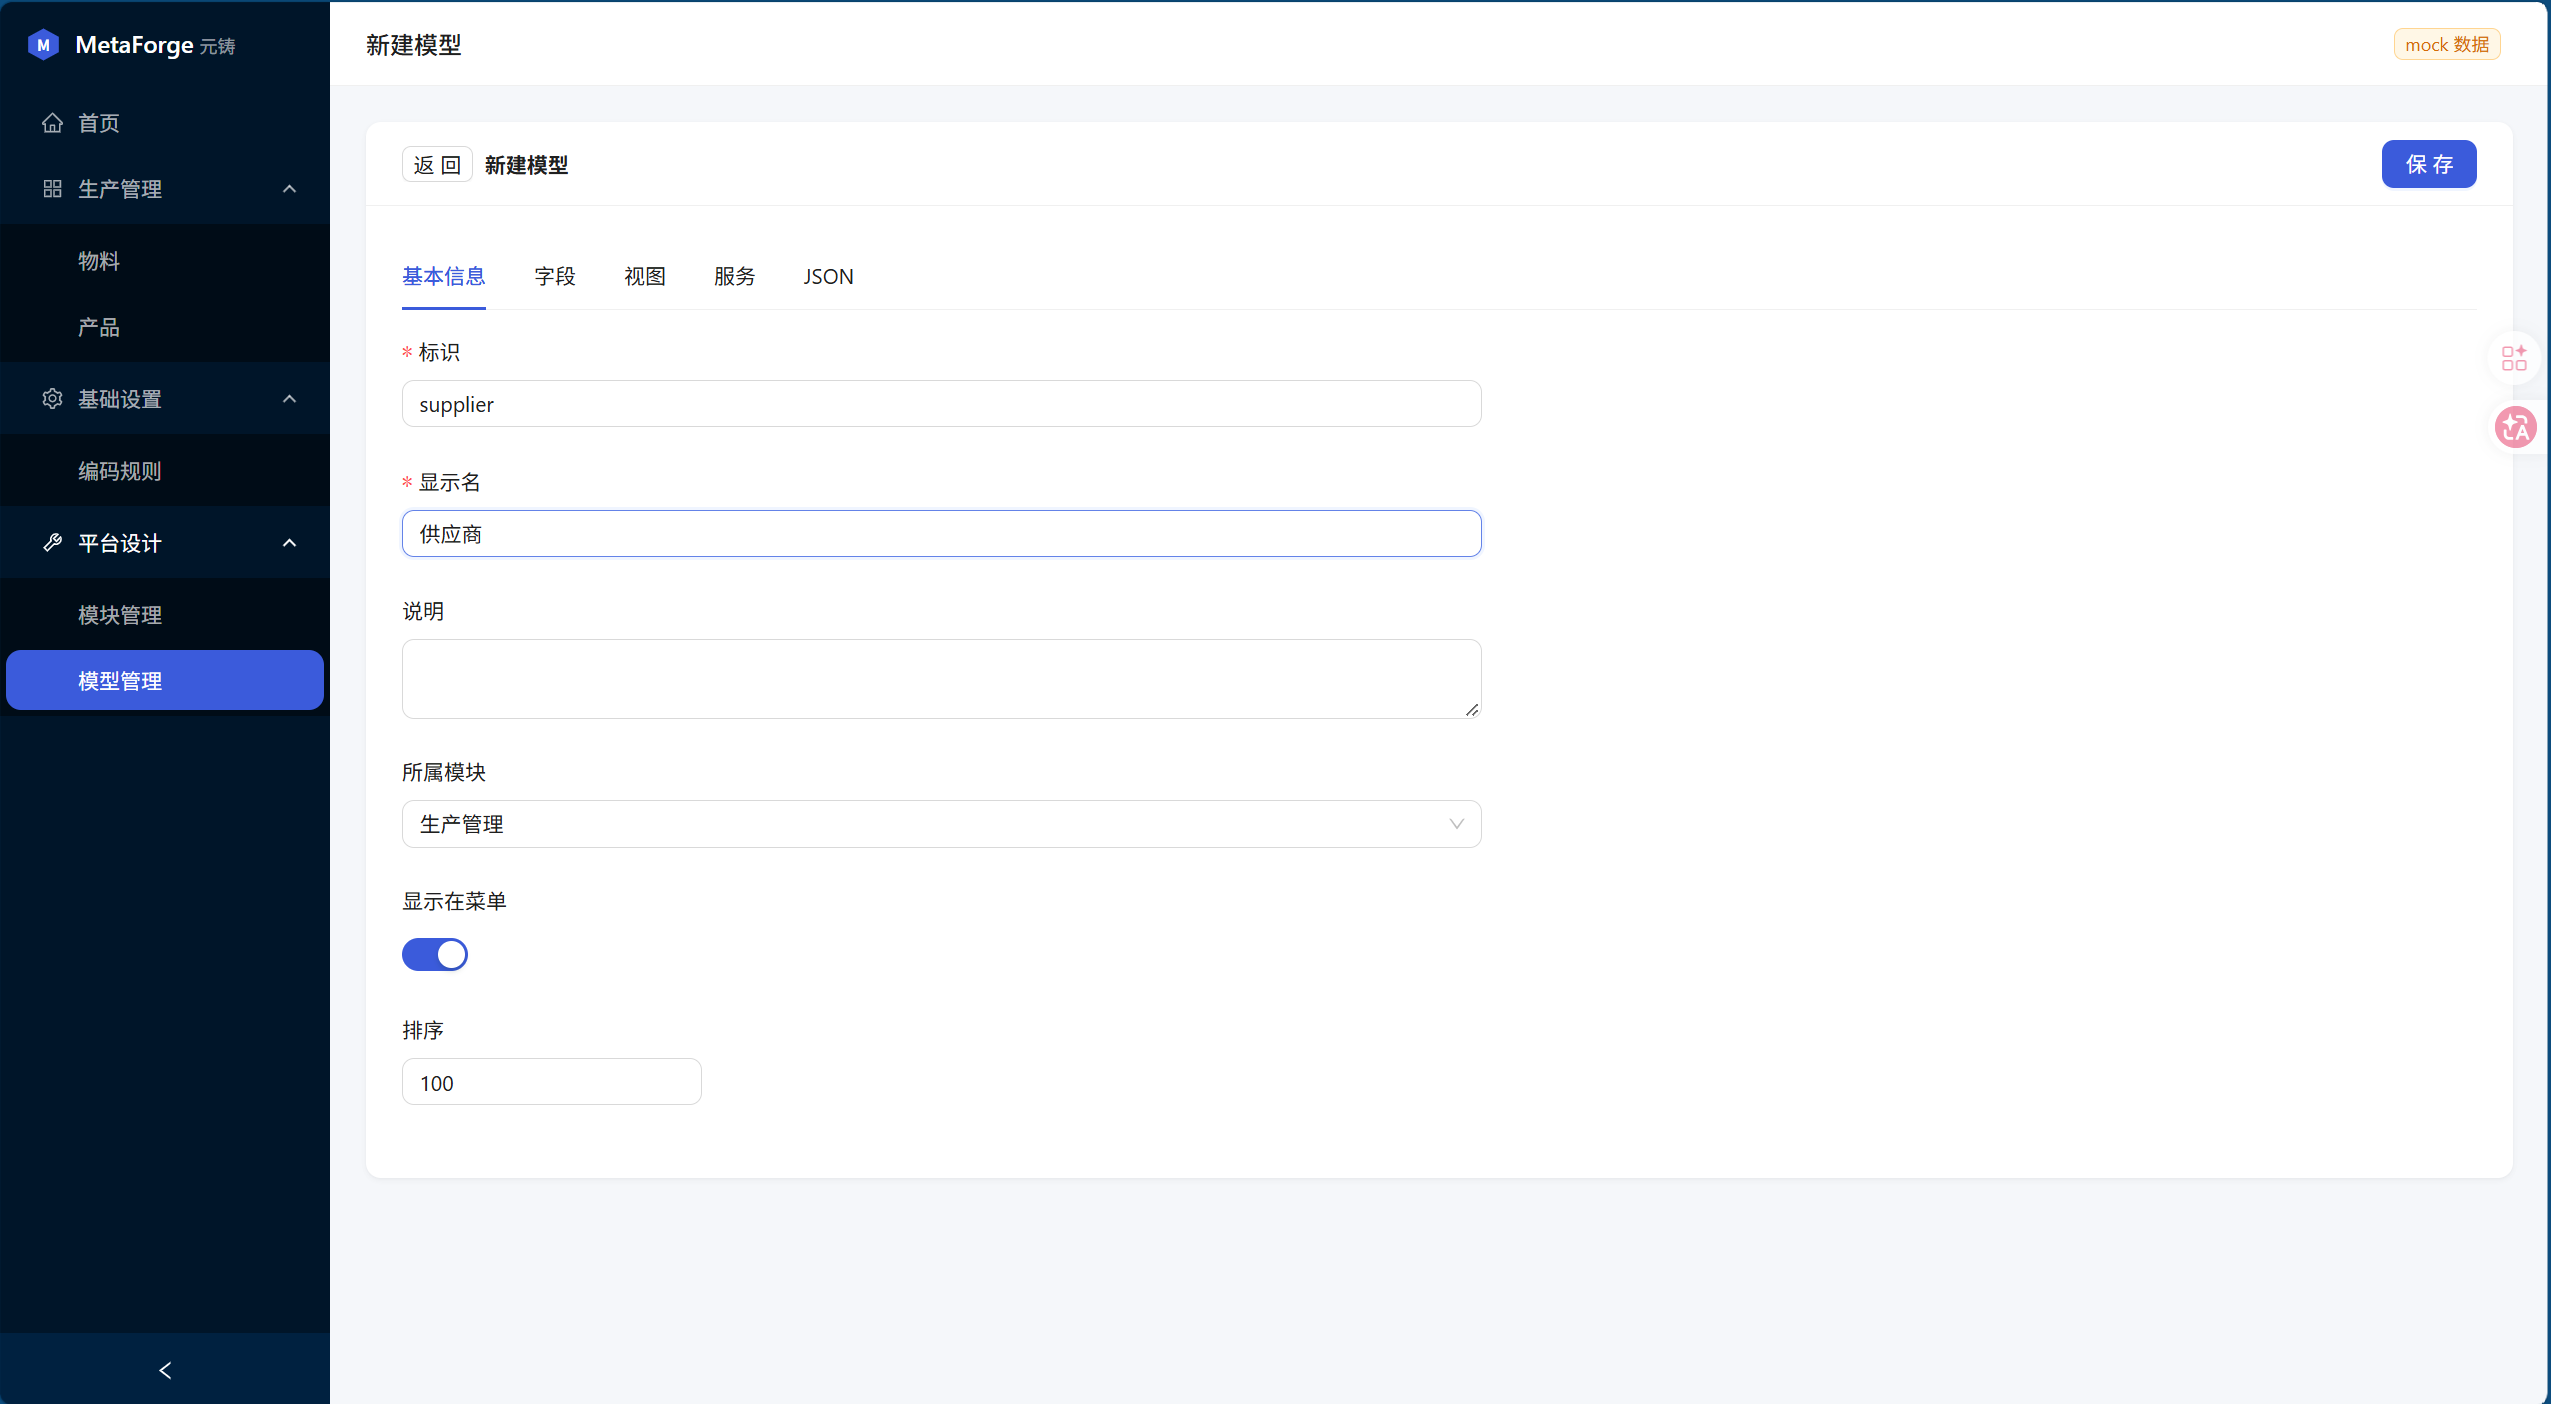 M MetaForge 元铸
首页
生产管理
物料
产品
基础设置
编码规则
平台设计
模块管理
模型管理
新建模型
mock 数据
返 回 新建模型
保 存
基本信息 字段 视图 服务 JSON
* 标识
supplier
* 显示名
供应商
说明
所属模块
生产管理
显示在菜单
排序
100
A